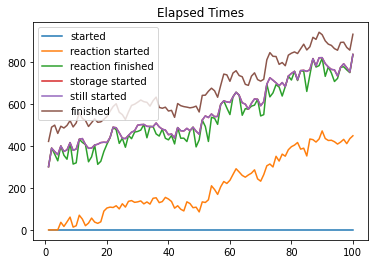 Elapsed Times
started
reaction started
reaction finished
storage started
still started
finished
800
600
400
200
0
0
20
40
60
80
100